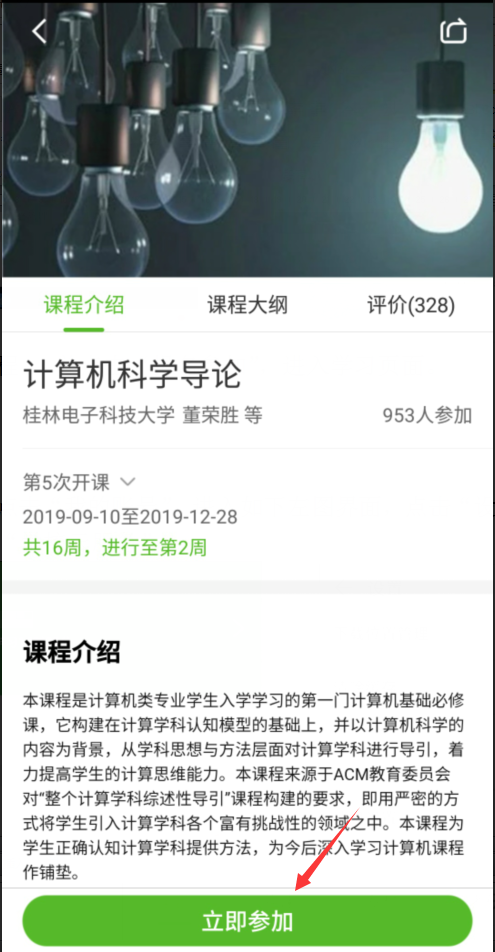 课程介绍
课程大纲
评价(328)
计算机科学导论
桂林电子科技大学 董荣胜 等
953人参加
第5次开课
2019-09-10至2019-12-28
共16周，进行至第2周
课程介绍
本课程是计算机类专业学生入学学习的第一门计算机基础必修
课，它构建在计算学科认知模型的基础上，并以计算机科学的
内容为背景，从学科思想与方法层面对计算学科进行导引，着
力提高学生的计算思维能力。本课程来源于ACM教育委员会
对“整个计算学科综述性导引”课程构建的要求，即用严密的方
式将学生引入计算学科各个富有挑战性的领域之中。本课程为
学生正确认知计算学科提供方法，为今后深入学习计算机课程
作铺垫。
立即参加